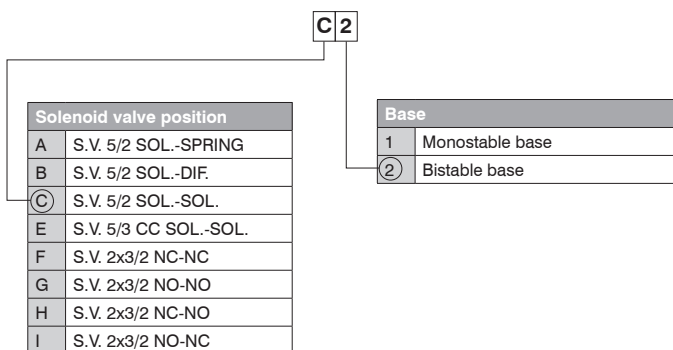 C 2
Solenoid valve position
A S.V. 5/2 SOL.-SPRING
B S.V. 5/2 SOL.-DIF.
C S.V. 5/2 SOL.-SOL.
E S.V. 5/3 CC SOL.-SOL.
F S.V. 2x3/2 NC-NC
G S.V. 2x3/2 NO-NO
H S.V. 2x3/2 NC-NO
I S.V. 2x3/2 NO-NC
Base
1 Monostable base
2 Bistable base